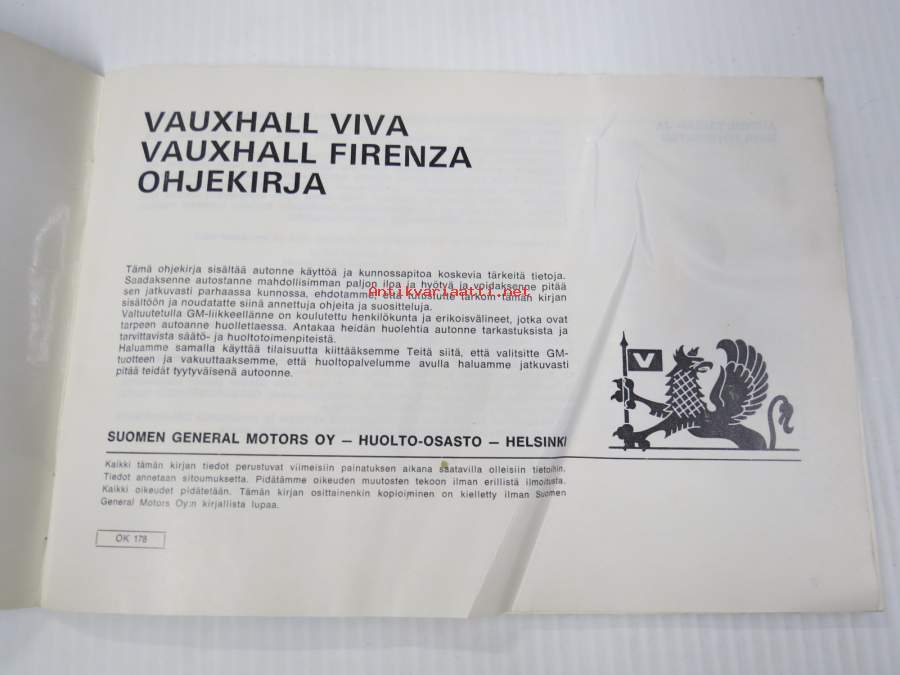 VAUXHALL VIVA
VAUXHALL FIRENZA
OHJEKIRJA
Tämä ohjekirja sisältää autonne käyttöä ja kunnossapitoa koskevia tärkeitä tietoja.
Saadaksenne autostanne mahdollisimman paljon iloa ja hyötyä ja voidaksenne pitää
sen jatkuvasti parhaassa kunnossa, ehdotamme, että tutustutte tarkoin tämän kirjan
sisältöön ja noudatatte siinä annettuja ohjeita ja suositteluja.
Valtuutetulla GM-liikkeellänne on koulutettu henkilökunta ja erikoisvälineet, jotka ovat
tarpeen autoanne huollettaessa. Antakaa heidän huolehtia autonne tarkastuksista ja
tarvittavista säätö- ja huoltotoimenpiteistä.
Haluamme samalla käyttää tilaisuutta kiittääksemme Teitä siitä, että valitsitte GM-
tuotteen ja vakuuttaaksemme, että huoltopalvelumme avulla haluamme jatkuvasti
pitää teidät tyytyväisenä autoonne.
antikvariaatti.net
V
SUOMEN GENERAL MOTORS OY — HUOLTO-OSASTO — HELSINKI
Kaikki tämän kirjan tiedot perustuvat viimeisiin painatuksen aikana saatavilla olleisiin tietoihin.
Tiedot annetaan sitoumuksetta. Pidätämme oikeuden muutosten tekoon ilman erillistä ilmoitusta.
Kaikki oikeudet pidätetään. Tämän kirjan osittainenkin kopioiminen on kielletty ilman Suomen
General Motors Oy:n kirjallista lupaa.
OK 178